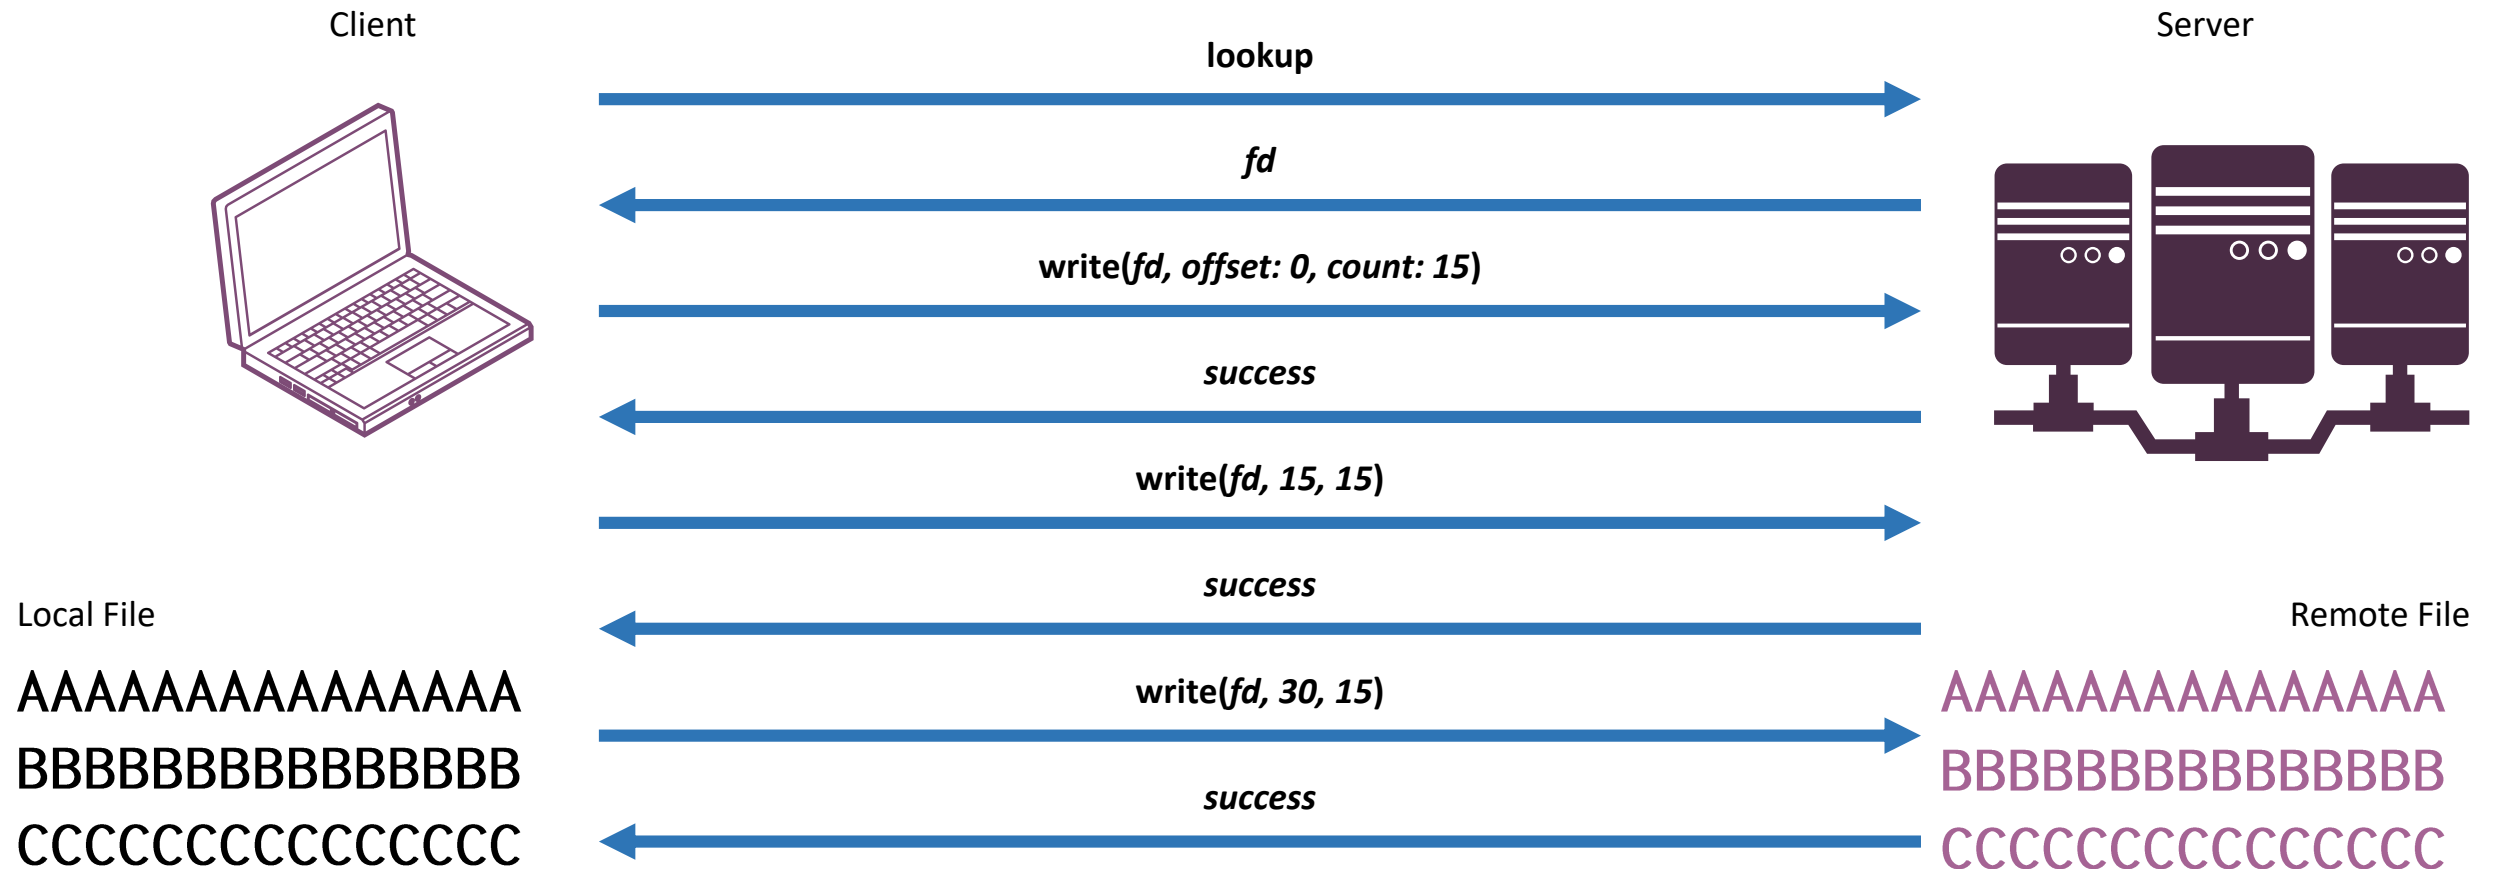 Client
Server
lookup
fd
write(fd, offset: 0, count: 15)
success
write(fd, 15, 15)
success
Local File
Remote File
AAAAAAAAAAAAAAA
write(fd, 30, 15)
AAAAAAAAAAAAAAA
BBBBBBBBBBBBBBB
BBBBBBBBBBBBBBB
success
CCCCCCCCCCCCCCC
CCCCCCCCCCCCCCC